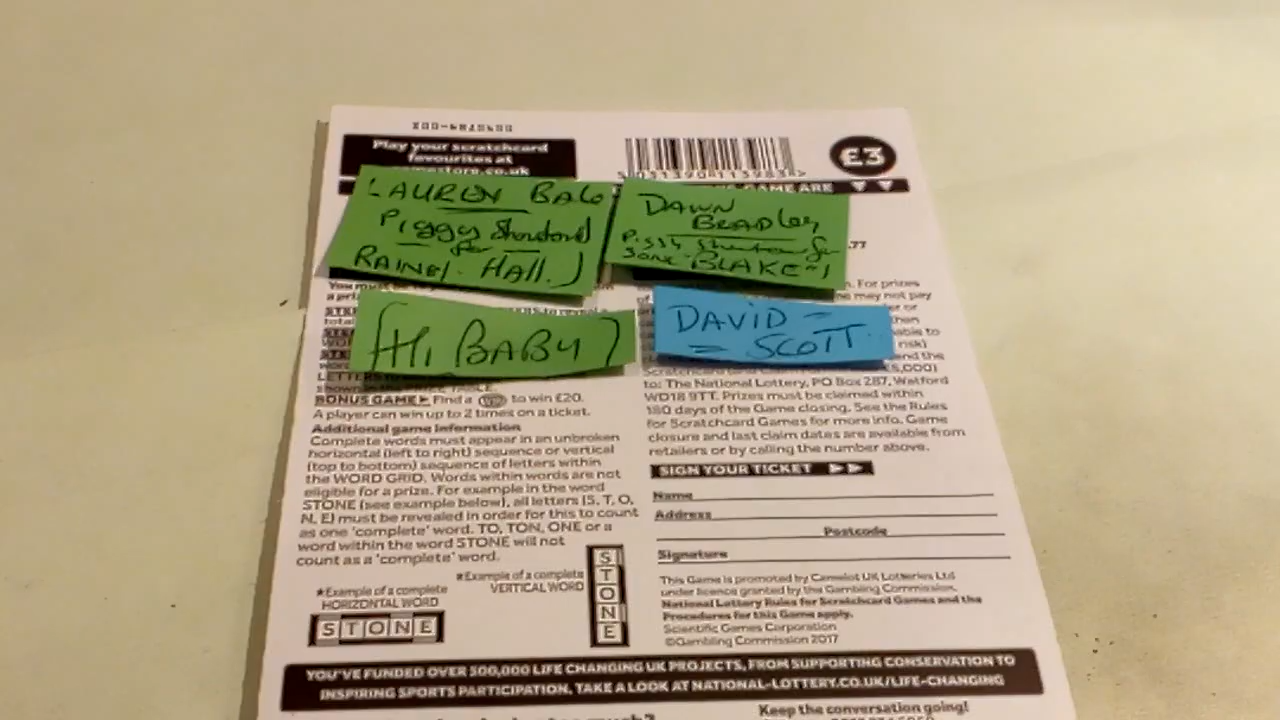 Play your scratchcard
favourites at
£3
GAME ARE
LAUREN
Piggy Shoutout
for
RAINEY. HALL.)
DAWN
BRADLEY
Piggy Shoutout for
SONE BLAKE
(Hi BABY)
DAVID =
= SCOTT.
For prizes
may not pay
BONUS GAME Find a to win £20.
A player can win up to 2 times on a ticket.
Additional game information
Complete words must appear in an unbroken
horizontal (left to right) sequence or vertical
(top to bottom) sequence of letters within
the WORD GRID. Words within words are not
eligible for a prize. For example in the word
STONE (see example below), all letters (S, T, O,
N, E) must be revealed in order for this to count
as one 'complete' word. TO, TON, ONE or a
word within the word STONE will not
count as a 'complete' word.
*Example of a complete
HORIZONTAL WORD
STONE
*Example of a complete
VERTICAL WORD
STONE
to: The National Lottery, PO Box 287, Watford
WD18 9TT. Prizes must be claimed within
180 days of the Game closing. See the Rules
for Scratchcard Games for more info. Game
closure and last claim dates are available from
retailers or by calling the number above.
SIGN YOUR TICKET
Name
Address
Postcode
Signature
This Game is promoted by Camelot UK Lotteries Ltd
under licence granted by the Gambling Commission.
National Lottery Rules for Scratchcard Games and the
Procedures for this Game apply.
Scientific Games Corporation
©Gambling Commission 2017
YOU'VE FUNDED OVER 500,000 LIFE CHANGING UK PROJECTS, FROM SUPPORTING CONSERVATION TO
INSPIRING SPORTS PARTICIPATION, TAKE A LOOK AT NATIONAL-LOTTERY.CO.UK/LIFE-CHANGING
Keep the conversation going!